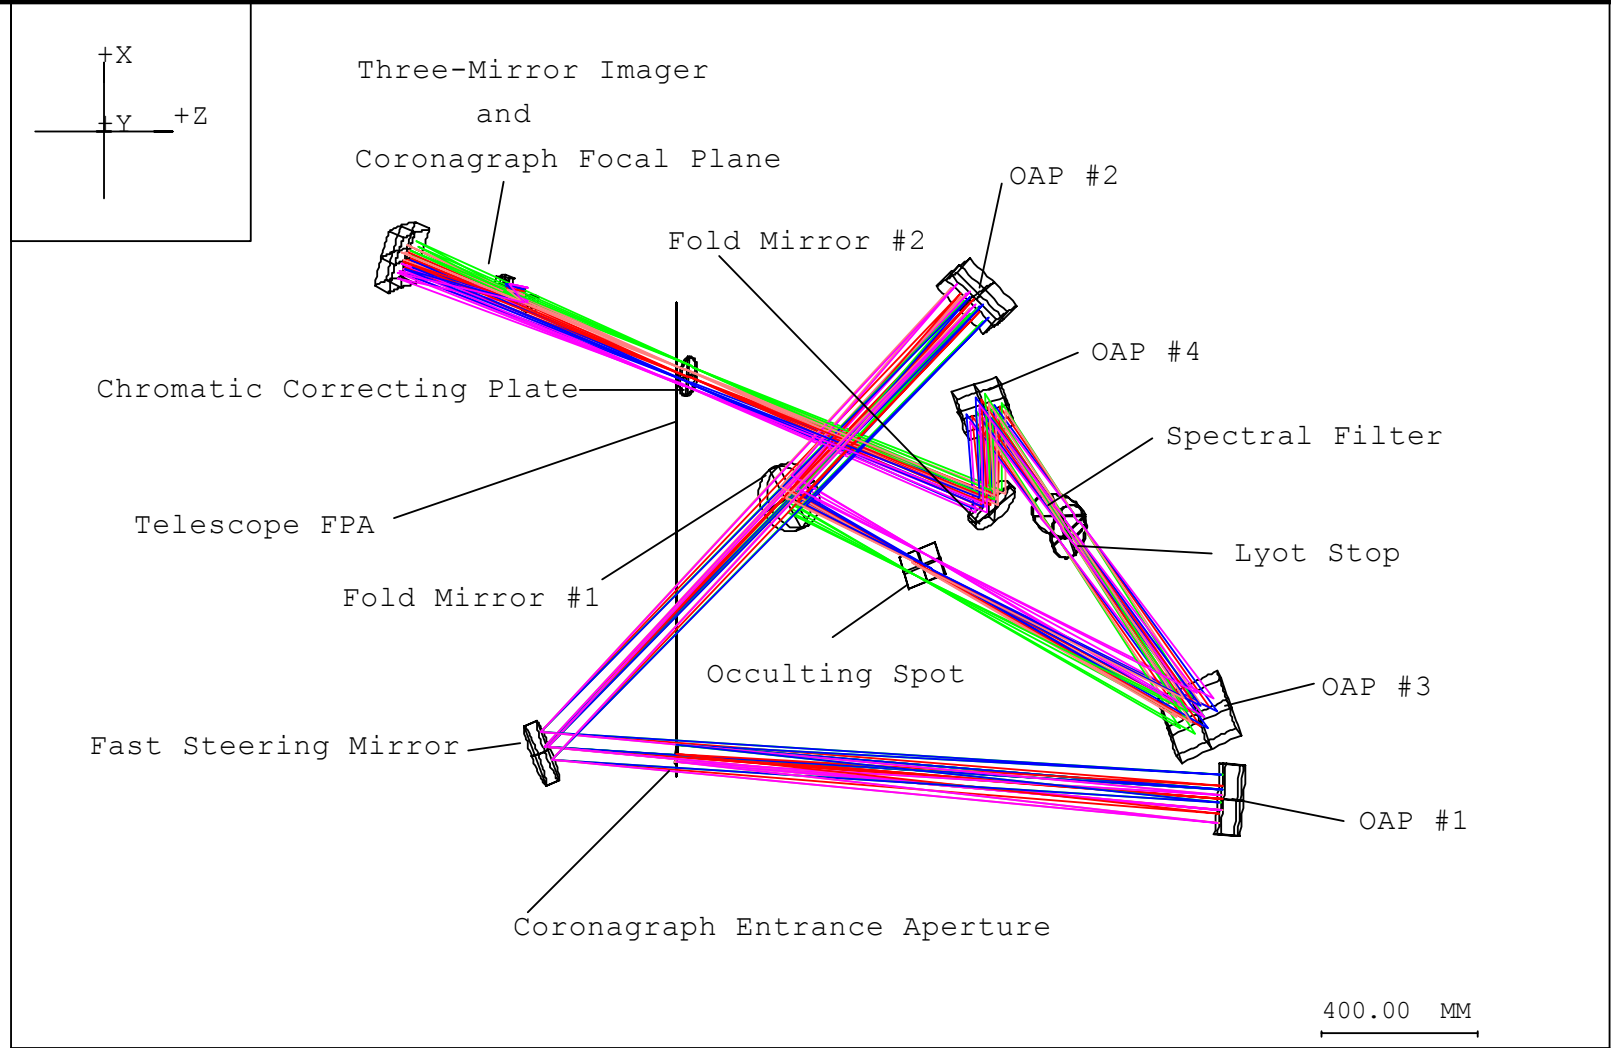 +X
+Y
+Z
Three-Mirror Imager
and
Coronagraph Focal Plane
OAP #2
Fold Mirror #2
OAP #4
Chromatic Correcting Plate
Spectral Filter
Telescope FPA
Lyot Stop
Fold Mirror #1
Occulting Spot
OAP #3
Fast Steering Mirror
OAP #1
Coronagraph Entrance Aperture
400.00 MM